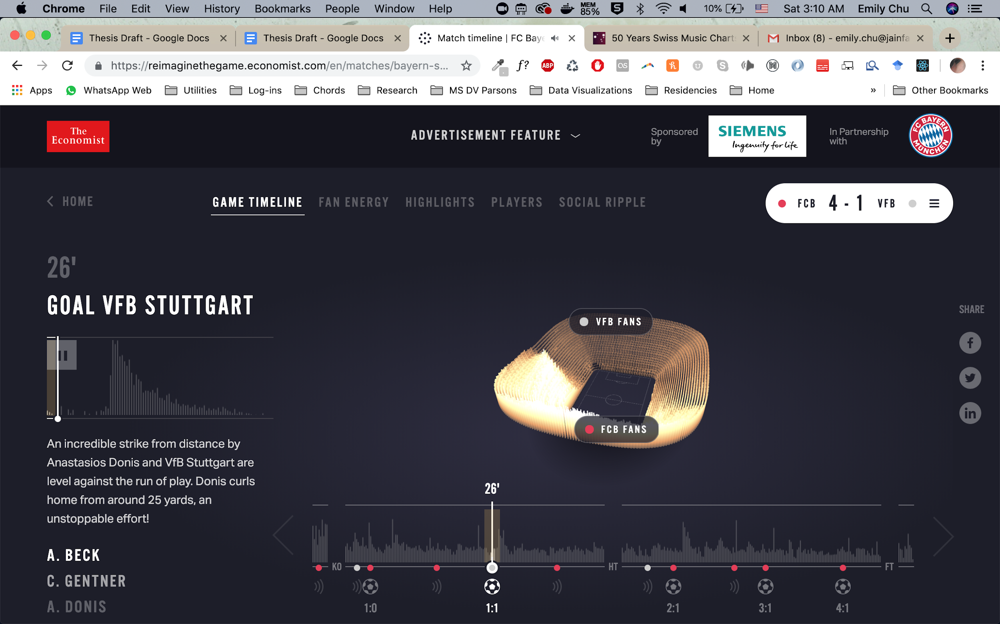 Chrome File Edit View History Bookmarks People Window Help MEM 85% S 10% Sat 3:10 AM Emily Chu
Thesis Draft - Google Docs
Thesis Draft - Google Docs
Match timeline | FC Baye
50 Years Swiss Music Charts
Inbox (8) - emily.chu@jainfa
https://reimaginethegame.economist.com/en/matches/bayern-s...
f? ABP
Apps WhatsApp Web Utilities Log-ins Chords Research MS DV Parsons Data Visualizations Residencies Home » Other Bookmarks
The
Economist
ADVERTISEMENT FEATURE
Sponsored
by
SIEMENS
Ingenuity for life
In Partnership
with
FC BAYERN
MÜNCHEN
HOME
GAME TIMELINE FAN ENERGY HIGHLIGHTS PLAYERS SOCIAL RIPPLE
FCB 4 - 1 VFB
26'
GOAL VFB STUTTGART
An incredible strike from distance by
Anastasios Donis and VfB Stuttgart are
level against the run of play. Donis curls
home from around 25 yards, an
unstoppable effort!
A. BECK
C. GENTNER
A. DONIS
VFB FANS
FCB FANS
SHARE
f
in
26'
KO HT FT
1:0 1:1 2:1 3:1 4:1